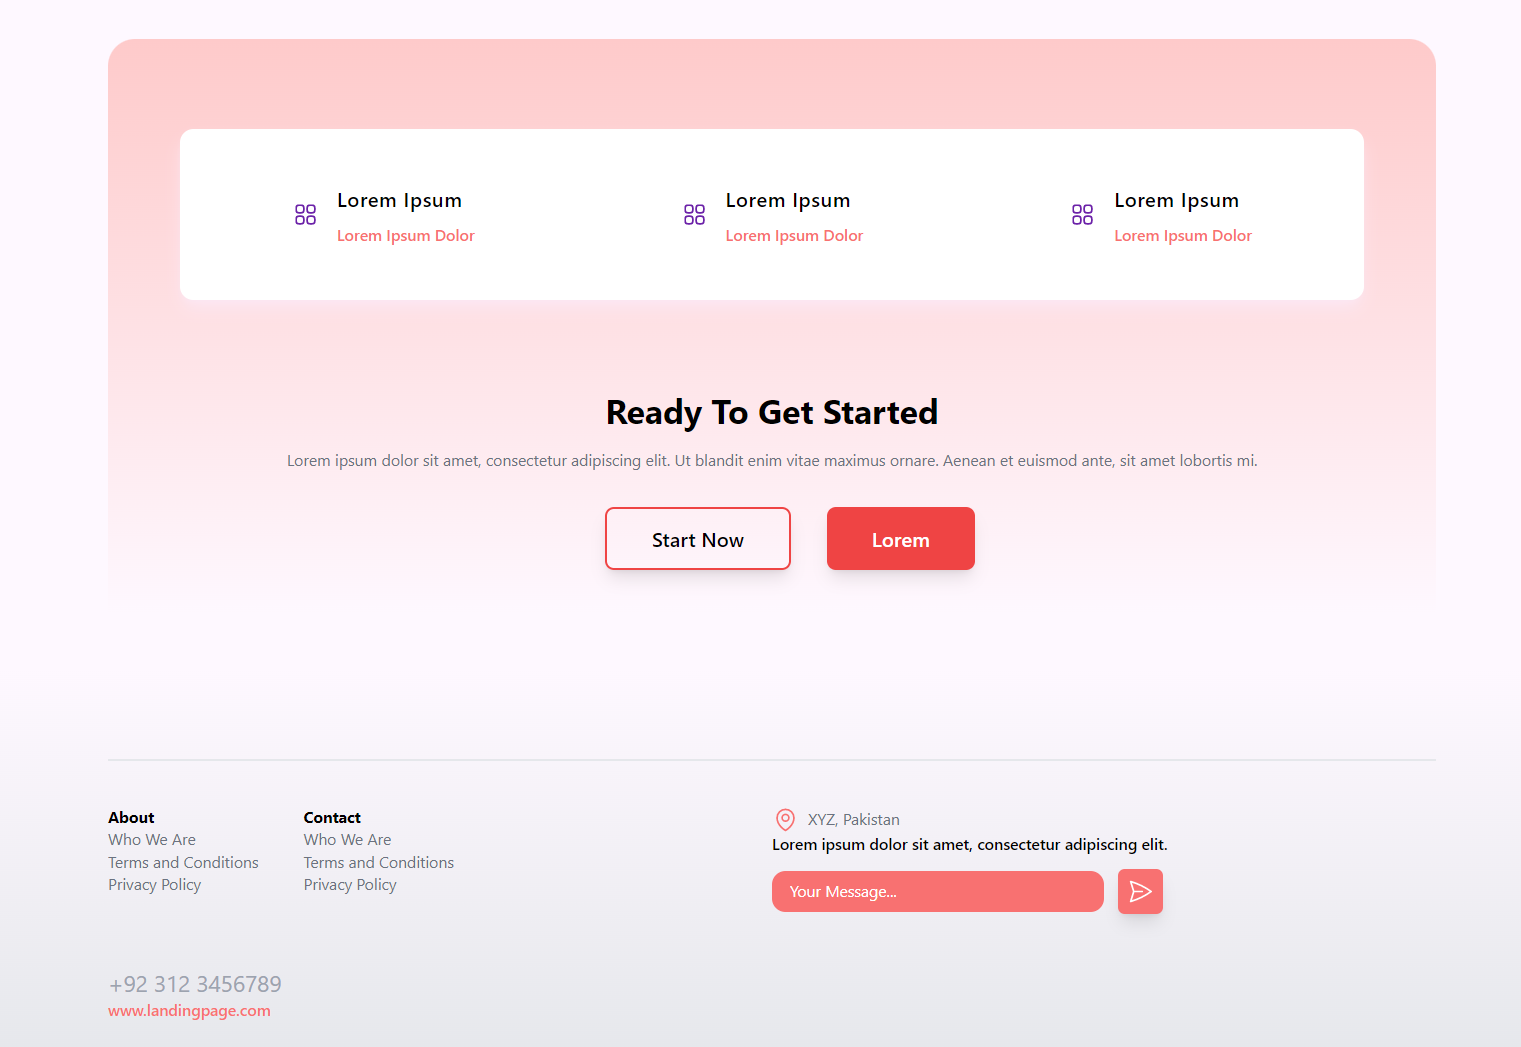 Lorem Ipsum
Lorem Ipsum Dolor
Lorem Ipsum
Lorem Ipsum Dolor
Lorem Ipsum
Lorem Ipsum Dolor
Ready To Get Started
Lorem ipsum dolor sit amet, consectetur adipiscing elit. Ut blandit enim vitae maximus ornare. Aenean et euismod ante, sit amet lobortis mi.
Start Now
Lorem
About
Who We Are
Terms and Conditions
Privacy Policy
Contact
Who We Are
Terms and Conditions
Privacy Policy
XYZ, Pakistan
Lorem ipsum dolor sit amet, consectetur adipiscing elit.
Your Message...
+92 312 3456789
www.landingpage.com